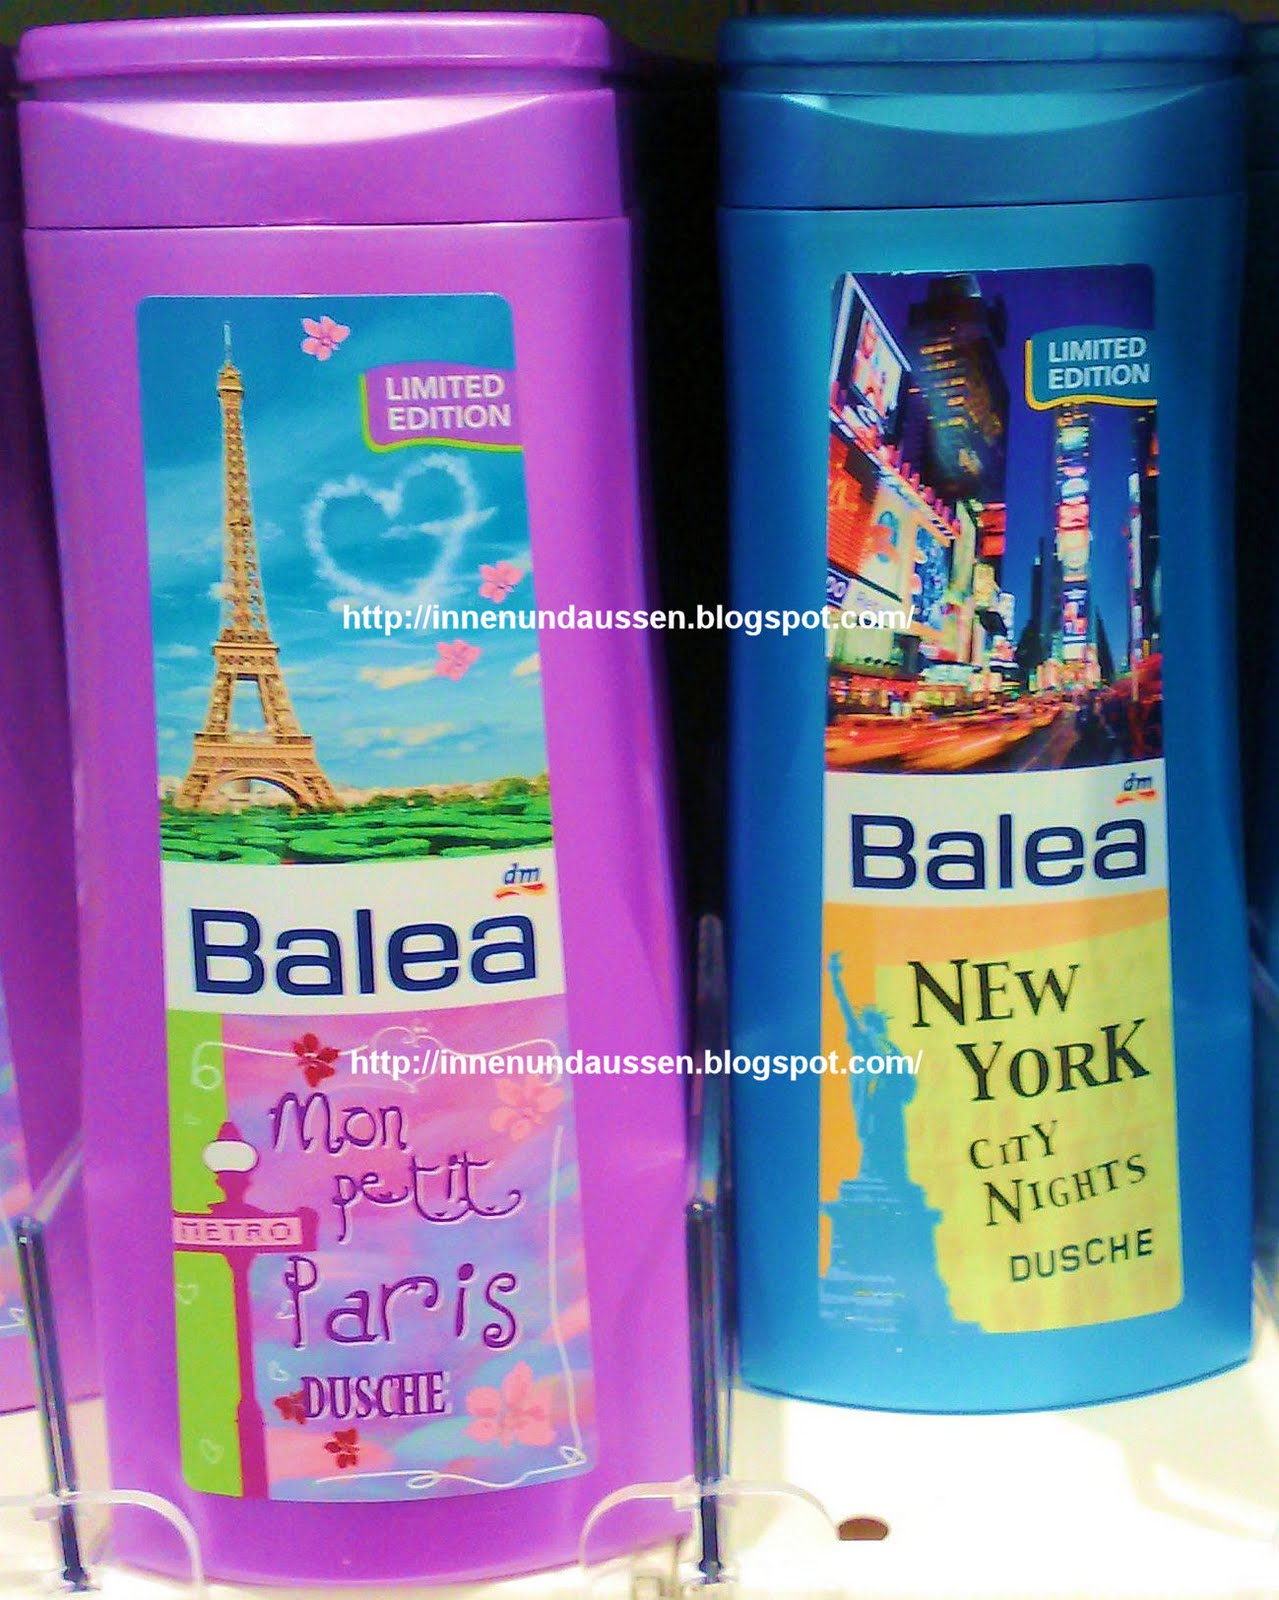 LIMITED
EDITION
http://innenundaussen.blogspot.com/
dm
Balea
http://innenundaussen.blogspot.com/
Mon
petit
METRO
Paris
DUSCHE
LIMITED
EDITION
dm
Balea
NEW
YORK
CITY
NIGHTS
DUSCHE